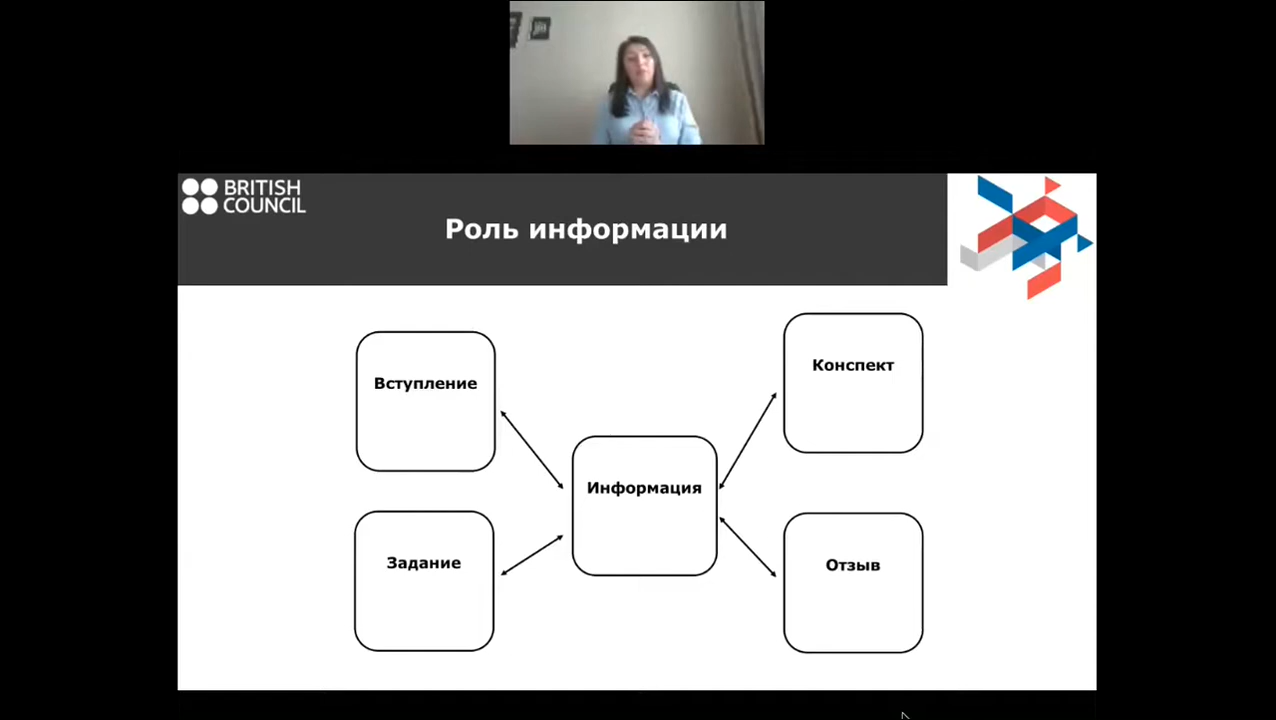 BRITISH
COUNCIL
Роль информации
Вступление
Конспект
Информация
Задание
Отзыв